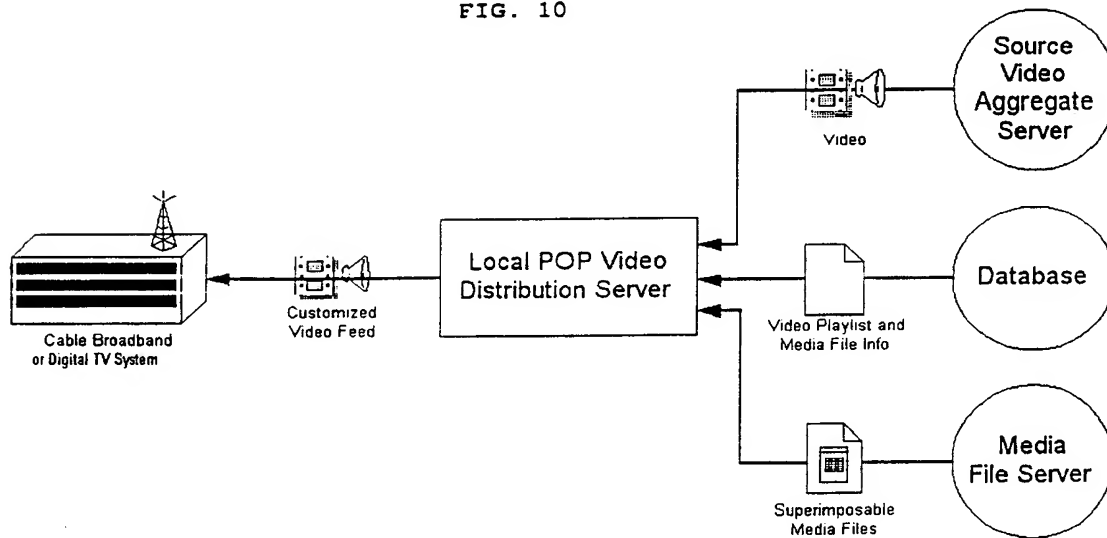 FIG. 10
Source
Video
Aggregate
Server
Video
Local POP Video
Distribution Server
Customized
Video Feed
Cable Broadband
or Digital TV System
Video Playlist and
Media File Info
Database
Superimposable
Media Files
Media
File Server